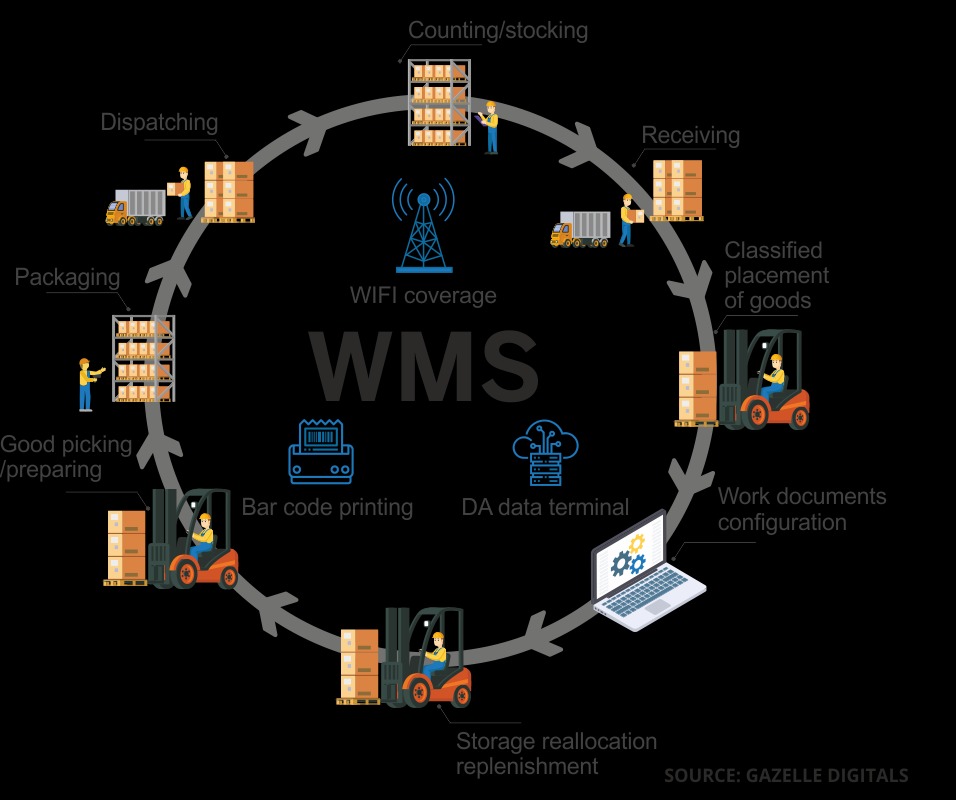 Counting/stocking
Dispatching
Receiving
Classified
placement
of goods
Packaging
WIFI coverage
WMS
Good picking
/preparing
Bar code printing
DA data terminal
Work documents
configuration
Storage reallocation
replenishment
SOURCE: GAZELLE DIGITALS